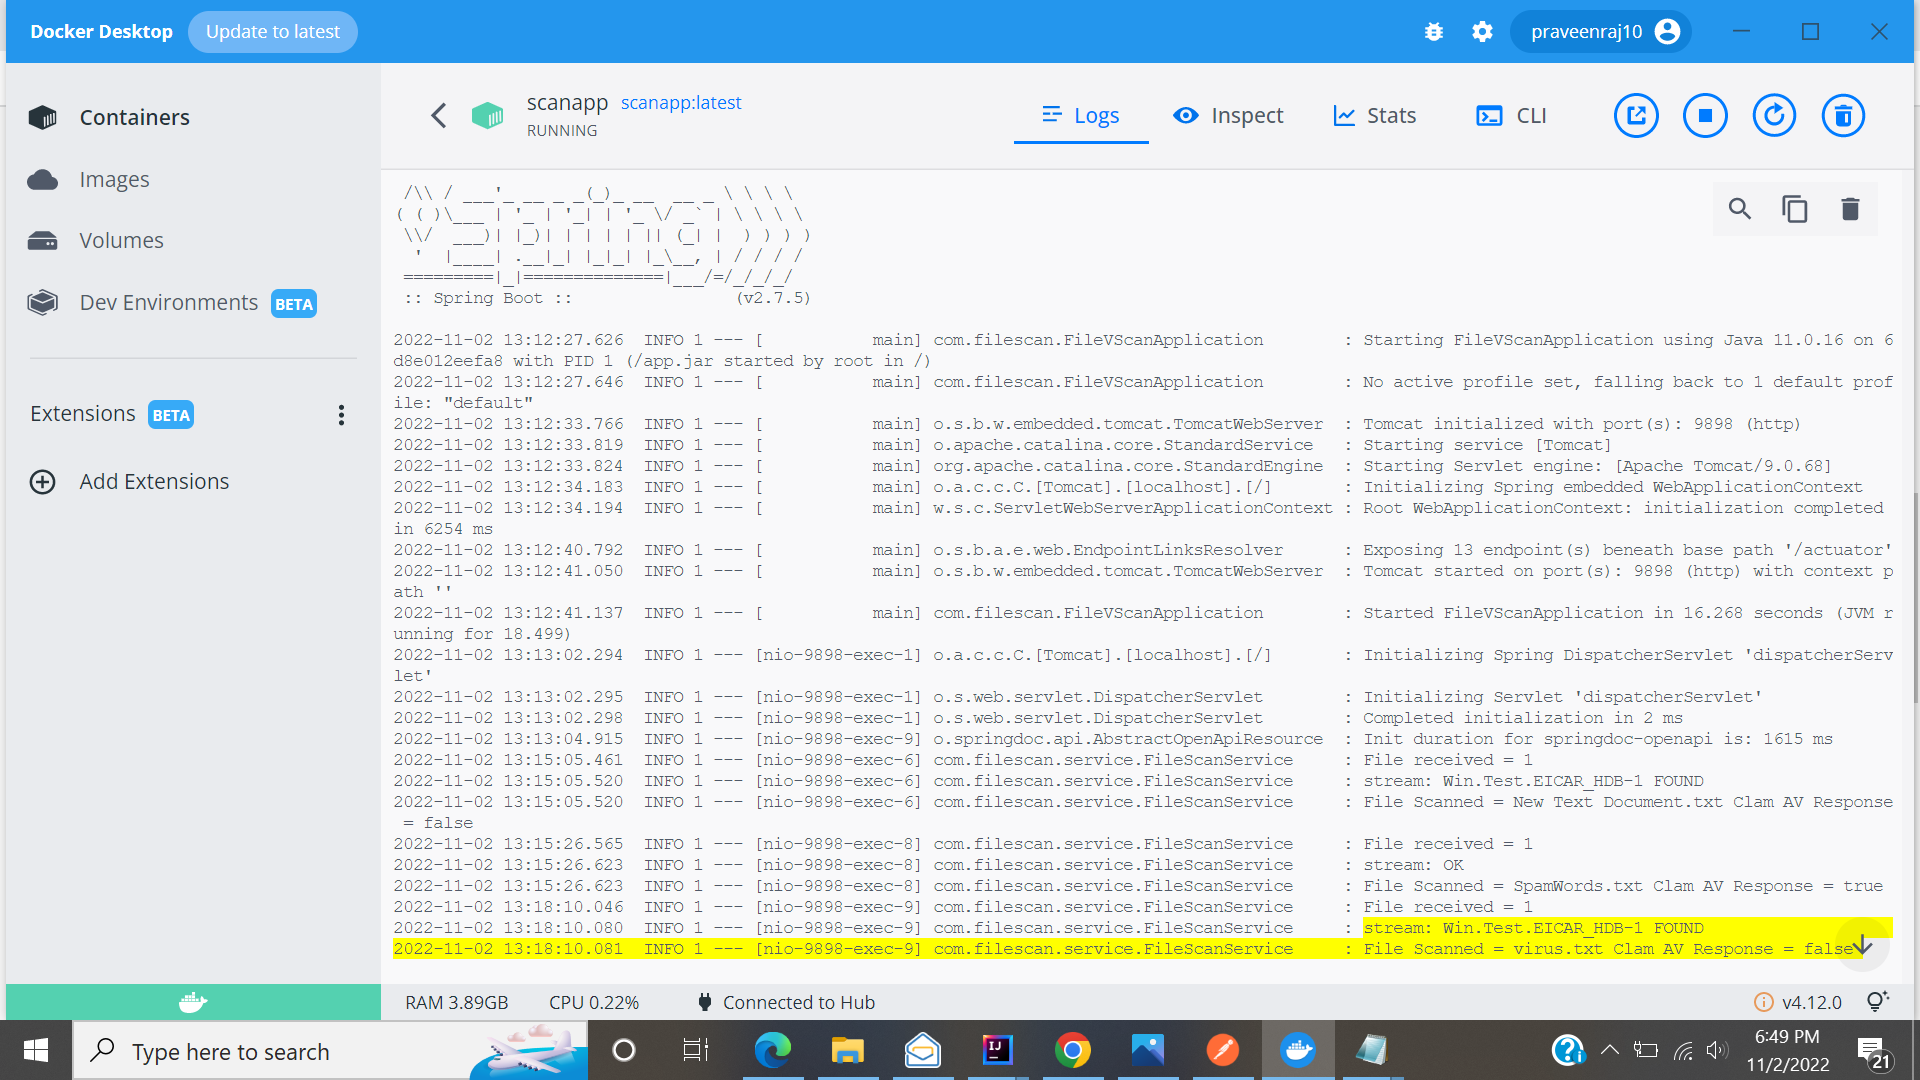 Docker Desktop Update to latest praveenraj10
Containers
Images
Volumes
Dev Environments BETA
Extensions BETA
Add Extensions
scanapp scanapp:latest
RUNNING
Logs Inspect Stats CLI
 /\\ / ___'_ __ _ _(_)_ __  __ _ \ \ \ \
( ( )\___ | '_ | '_| | '_ \/ _` | \ \ \ \
 \\/  ___)| |_)| | | | | || (_| |  ) ) ) )
  '  |____| .__|_| |_|_| |_\__, | / / / /
 =========|_|==============|___/=/_/_/_/
 :: Spring Boot ::                (v2.7.5)
2022-11-02 13:12:27.626  INFO 1 --- [           main] com.filescan.FileVScanApplication        : Starting FileVScanApplication using Java 11.0.16 on 6
d8e012eefa8 with PID 1 (/app.jar started by root in /)
2022-11-02 13:12:27.646  INFO 1 --- [           main] com.filescan.FileVScanApplication        : No active profile set, falling back to 1 default prof
ile: "default"
2022-11-02 13:12:33.766  INFO 1 --- [           main] o.s.b.w.embedded.tomcat.TomcatWebServer  : Tomcat initialized with port(s): 9898 (http)
2022-11-02 13:12:33.819  INFO 1 --- [           main] o.apache.catalina.core.StandardService   : Starting service [Tomcat]
2022-11-02 13:12:33.824  INFO 1 --- [           main] org.apache.catalina.core.StandardEngine  : Starting Servlet engine: [Apache Tomcat/9.0.68]
2022-11-02 13:12:34.183  INFO 1 --- [           main] o.a.c.c.C.[Tomcat].[localhost].[/]       : Initializing Spring embedded WebApplicationContext
2022-11-02 13:12:34.194  INFO 1 --- [           main] w.s.c.ServletWebServerApplicationContext : Root WebApplicationContext: initialization completed
in 6254 ms
2022-11-02 13:12:40.792  INFO 1 --- [           main] o.s.b.a.e.web.EndpointLinksResolver      : Exposing 13 endpoint(s) beneath base path '/actuator'
2022-11-02 13:12:41.050  INFO 1 --- [           main] o.s.b.w.embedded.tomcat.TomcatWebServer  : Tomcat started on port(s): 9898 (http) with context p
ath ''
2022-11-02 13:12:41.137  INFO 1 --- [           main] com.filescan.FileVScanApplication        : Started FileVScanApplication in 16.268 seconds (JVM r
unning for 18.499)
2022-11-02 13:13:02.294  INFO 1 --- [nio-9898-exec-1] o.a.c.c.C.[Tomcat].[localhost].[/]       : Initializing Spring DispatcherServlet 'dispatcherServ
let'
2022-11-02 13:13:02.295  INFO 1 --- [nio-9898-exec-1] o.s.web.servlet.DispatcherServlet        : Initializing Servlet 'dispatcherServlet'
2022-11-02 13:13:02.298  INFO 1 --- [nio-9898-exec-1] o.s.web.servlet.DispatcherServlet        : Completed initialization in 2 ms
2022-11-02 13:13:04.915  INFO 1 --- [nio-9898-exec-9] o.springdoc.api.AbstractOpenApiResource  : Init duration for springdoc-openapi is: 1615 ms
2022-11-02 13:15:05.461  INFO 1 --- [nio-9898-exec-6] com.filescan.service.FileScanService     : File received = 1
2022-11-02 13:15:05.520  INFO 1 --- [nio-9898-exec-6] com.filescan.service.FileScanService     : stream: Win.Test.EICAR_HDB-1 FOUND
2022-11-02 13:15:05.520  INFO 1 --- [nio-9898-exec-6] com.filescan.service.FileScanService     : File Scanned = New Text Document.txt Clam AV Response
 = false
2022-11-02 13:15:26.565  INFO 1 --- [nio-9898-exec-8] com.filescan.service.FileScanService     : File received = 1
2022-11-02 13:15:26.623  INFO 1 --- [nio-9898-exec-8] com.filescan.service.FileScanService     : stream: OK
2022-11-02 13:15:26.623  INFO 1 --- [nio-9898-exec-8] com.filescan.service.FileScanService     : File Scanned = SpamWords.txt Clam AV Response = true
2022-11-02 13:18:10.046  INFO 1 --- [nio-9898-exec-9] com.filescan.service.FileScanService     : File received = 1
2022-11-02 13:18:10.080  INFO 1 --- [nio-9898-exec-9] com.filescan.service.FileScanService     : stream: Win.Test.EICAR_HDB-1 FOUND
2022-11-02 13:18:10.081  INFO 1 --- [nio-9898-exec-9] com.filescan.service.FileScanService     : File Scanned = virus.txt Clam AV Response = false
RAM 3.89GB CPU 0.22% Connected to Hub v4.12.0
Type here to search
IJ
6:49 PM
11/2/2022
21